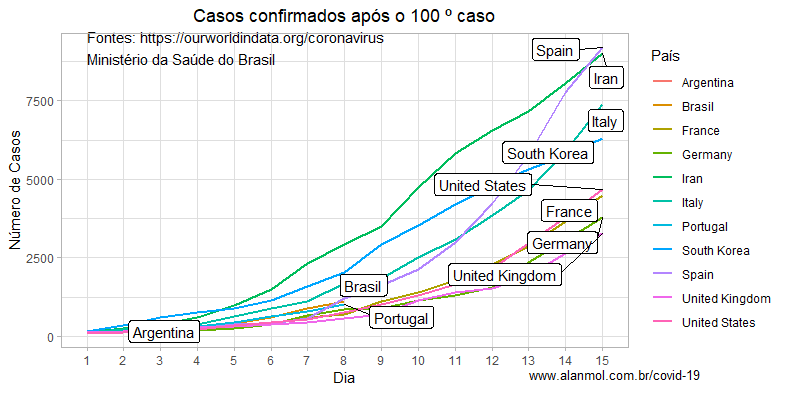 Casos confirmados após o 100 º caso
Fontes: https://ourworldindata.org/coronavirus
Ministério da Saúde do Brasil
Número de Casos
7500
5000
2500
0
Spain
Iran
Italy
South Korea
United States
France
Germany
United Kingdom
Brasil
Portugal
Argentina
1 2 3 4 5 6 7 8 9 10 11 12 13 14 15
Dia
www.alanmol.com.br/covid-19
País
Argentina
Brasil
France
Germany
Iran
Italy
Portugal
South Korea
Spain
United Kingdom
United States